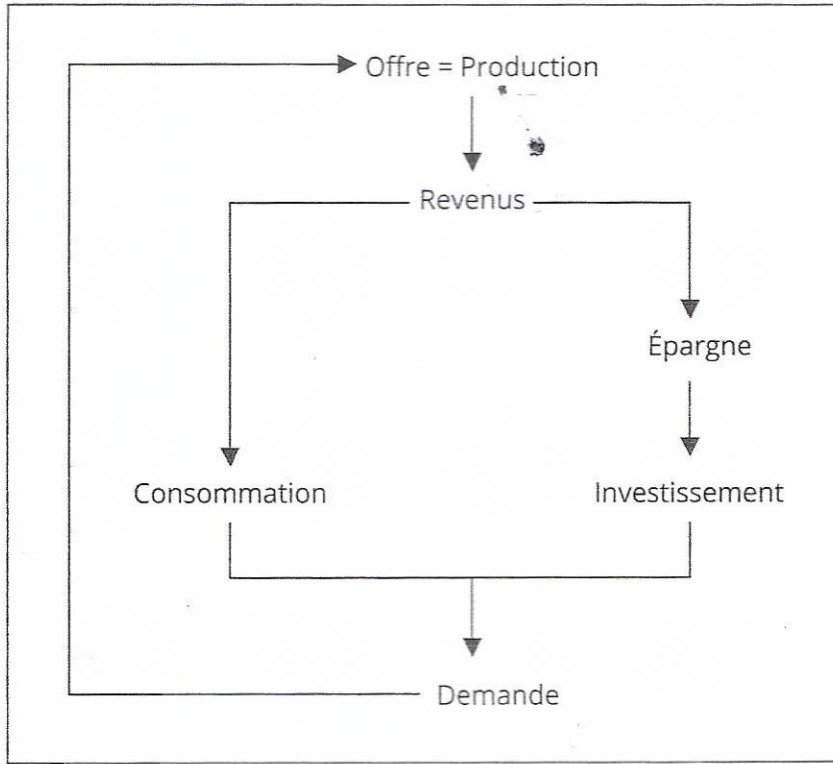 Offre = Production
Revenus
Épargne
Consommation
Investissement
Demande